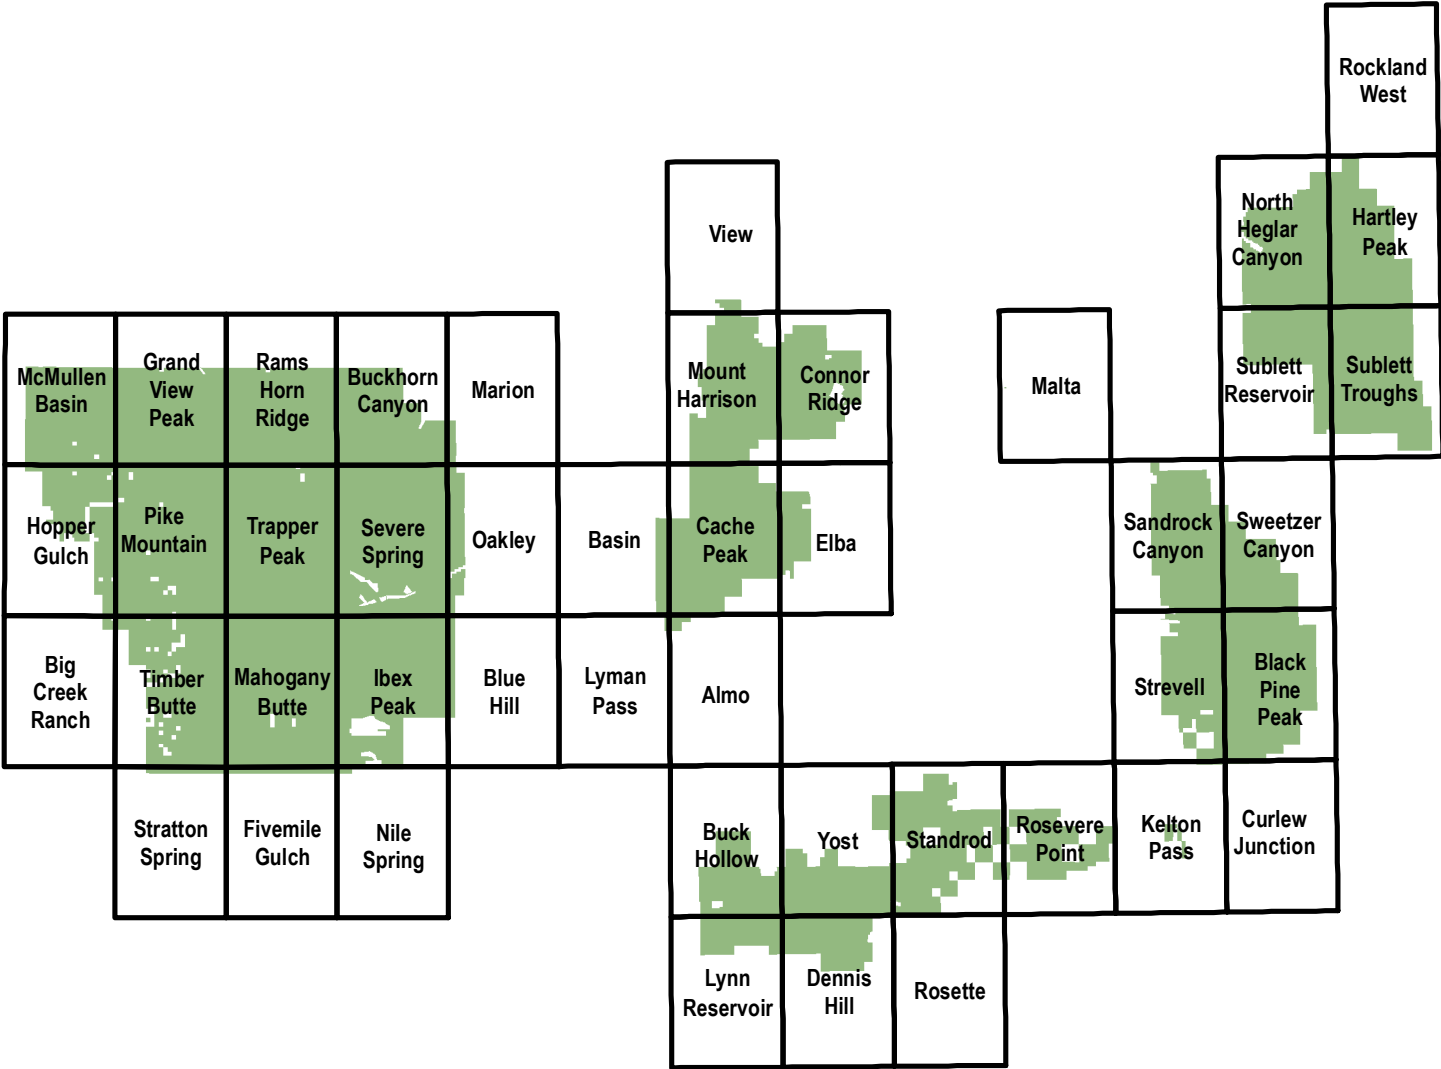 Rockland
West
View
North
Heglar
Canyon
Hartley
Peak
McMullen
Basin
Grand
View
Peak
Rams
Horn
Ridge
Buckhorn
Canyon
Marion
Mount
Harrison
Connor
Ridge
Malta
Sublett
Reservoir
Sublett
Troughs
Hopper
Gulch
Pike
Mountain
Trapper
Peak
Severe
Spring
Oakley
Basin
Cache
Peak
Elba
Sandrock
Canyon
Sweetzer
Canyon
Big
Creek
Ranch
Timber
Butte
Mahogany
Butte
Ibex
Peak
Blue
Hill
Lyman
Pass
Almo
Strevell
Black
Pine
Peak
Stratton
Spring
Fivemile
Gulch
Nile
Spring
Buck
Hollow
Yost
Standrod
Rosevere
Point
Kelton
Pass
Curlew
Junction
Lynn
Reservoir
Dennis
Hill
Rosette